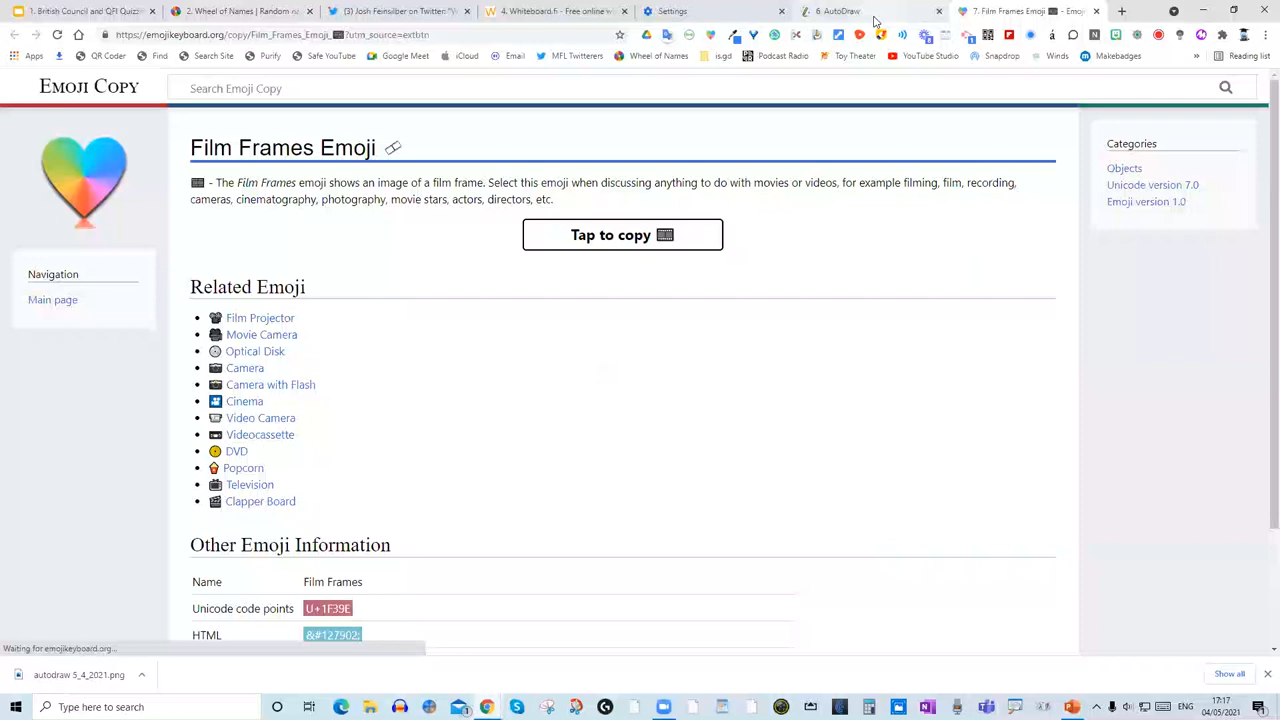 1. British Council and QFI Quizzi
2. Wheel of Names | Random na
(3) Josh Feinsilber on Twitter: "W
4. Whiteboard.fi - Free online wh
Settings
6. AutoDraw
7. Film Frames Emoji 🎞 - Emoji
emojikeyboard.org/copy/Film_Frames_Emoji_🎞?utm_source=extbtn
Apps
QR Coder
Find
Search Scot
Poky
Safe YouTube
Google Meet
iCloud
Email
MFL Twitterers
Wheel of Names
is.gd
Podcast Radio
Toy Theater
YouTube Studio
Snapdrop
Winds
Makebadges
»
Reading list
Emoji Copy
Search Emoji Copy
Film Frames Emoji
🎞 - The Film Frames emoji shows an image of a film frame. Select this emoji when discussing anything to do with movies or videos, for example filming, film, recording,
cameras, cinematography, photography, movie stars, actors, directors, etc.
Tap to copy 🎞
Categories
Objects
Unicode version 7.0
Emoji version 1.0
Navigation
Main page
Related Emoji
Film Projector
Movie Camera
Optical Disk
Camera
Camera with Flash
Cinema
Video Camera
Videocassette
DVD
Popcorn
Television
Clapper Board
Other Emoji Information
Name Film Frames
Unicode code points U+1F39E
HTML &#127902;
Waiting for emojikeyboard.org...
autodraw 5_4_2021.png
Show all
Type here to search
ENG
17:17
04/05/2021